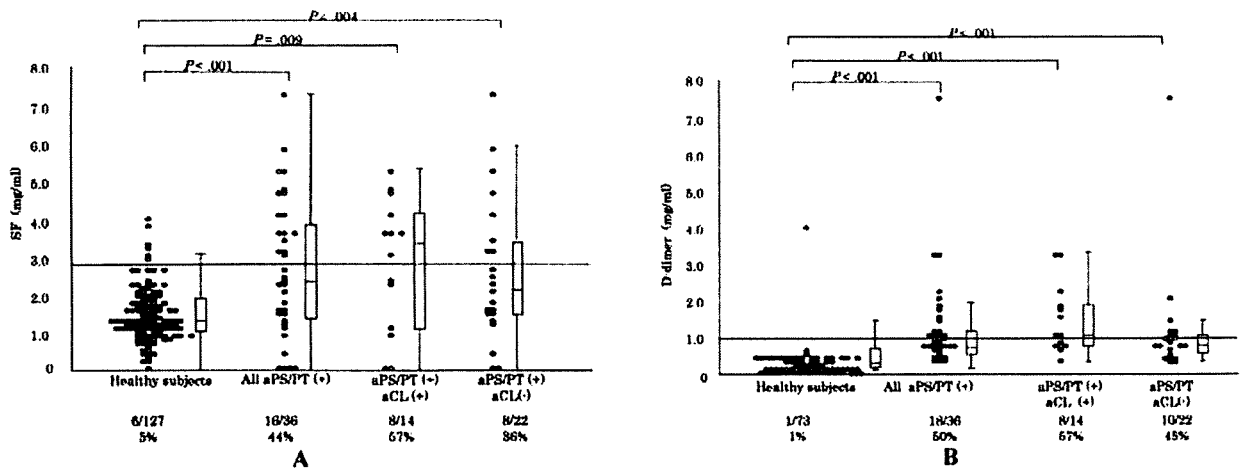 P< .004
P= .009
P< .001
8.0
7.0
6.0
5.0
4.0
3.0
2.0
1.0
0
SF (mg/ml)
Healthy subjects
All aPS/PT (+)
aPS/PT (+)
aCL (+)
aPS/PT (+)
aCL(-)
6/127
5%
16/36
44%
8/14
57%
8/22
36%
A
P< .001
P< .001
P< .001
8.0
7.0
6.0
5.0
4.0
3.0
2.0
1.0
0
D-dimer (mg/ml)
Healthy subjects
All aPS/PT (+)
aPS/PT (+)
aCL (+)
aPS/PT
aCL(-)
1/73
1%
18/36
50%
8/14
57%
10/22
45%
B